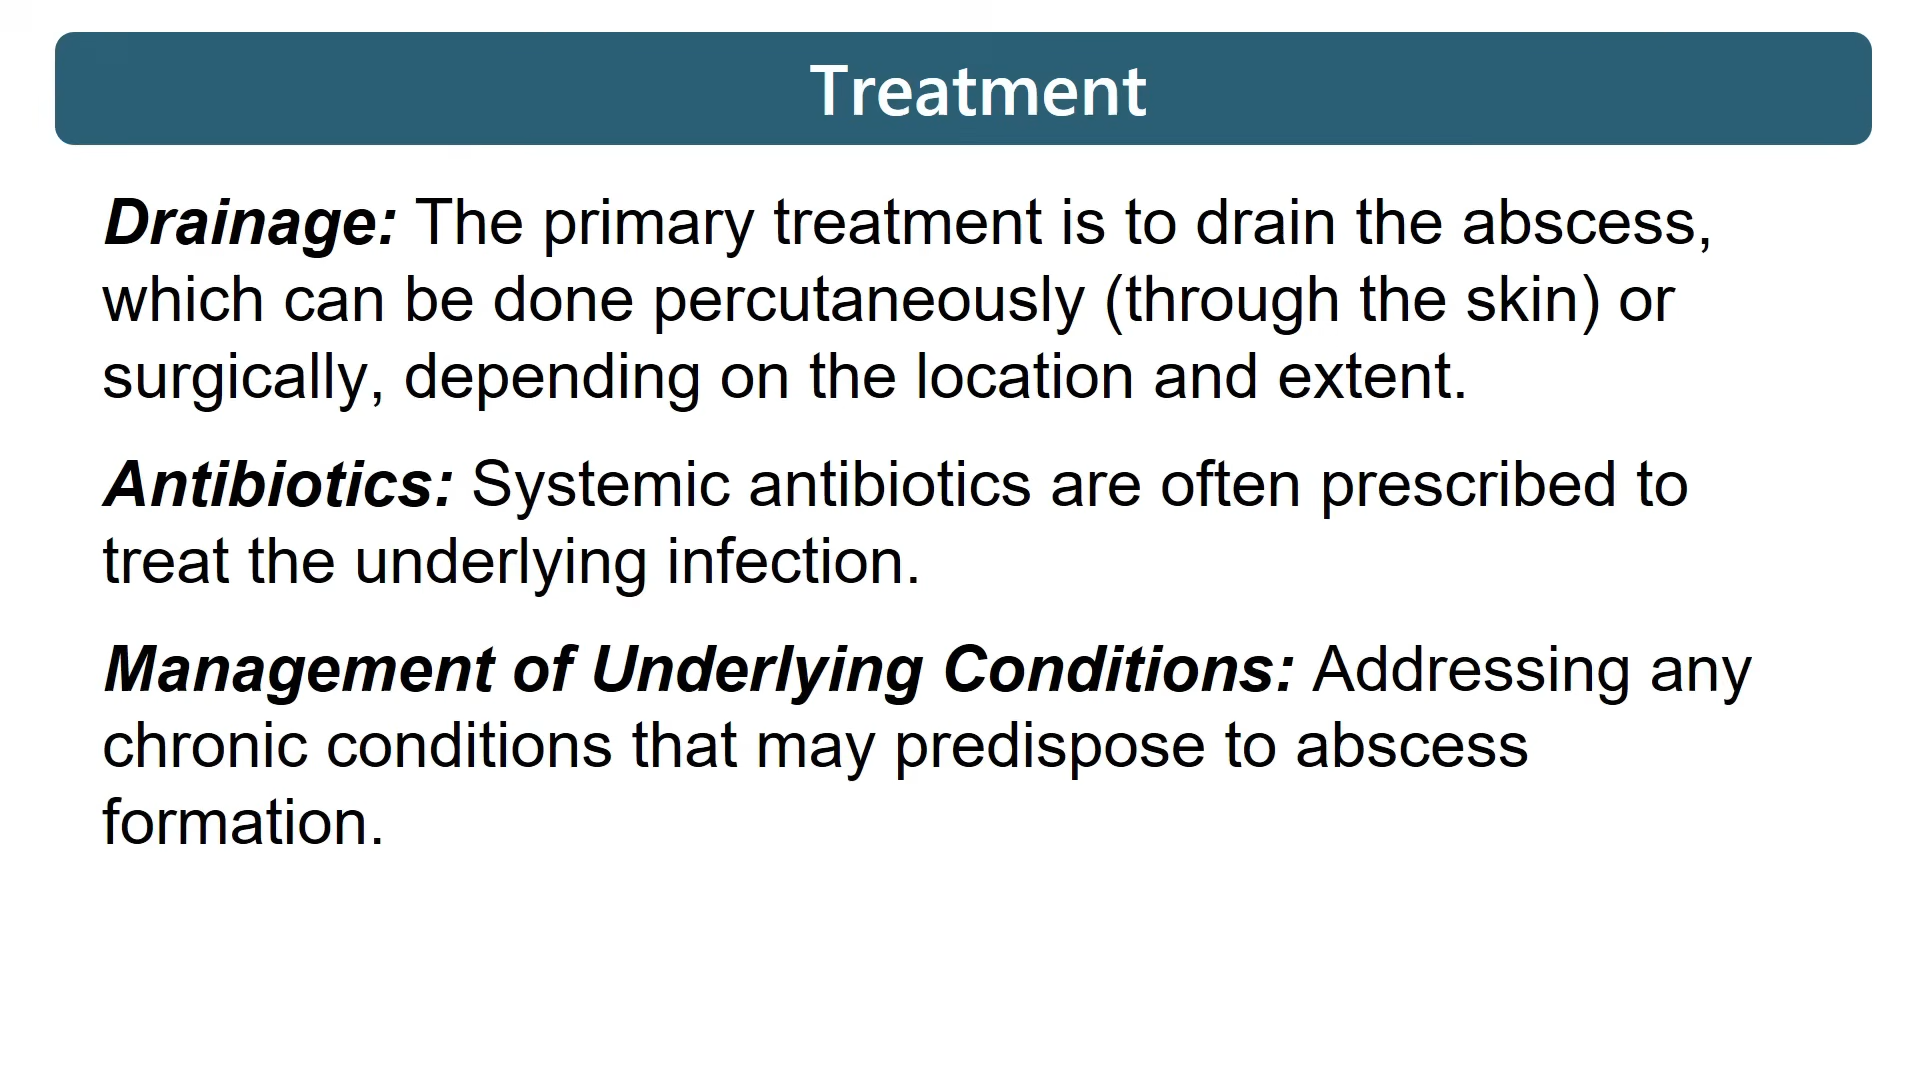 Treatment
Drainage: The primary treatment is to drain the abscess,
which can be done percutaneously (through the skin) or
surgically, depending on the location and extent.
Antibiotics: Systemic antibiotics are often prescribed to
treat the underlying infection.
Management of Underlying Conditions: Addressing any
chronic conditions that may predispose to abscess
formation.